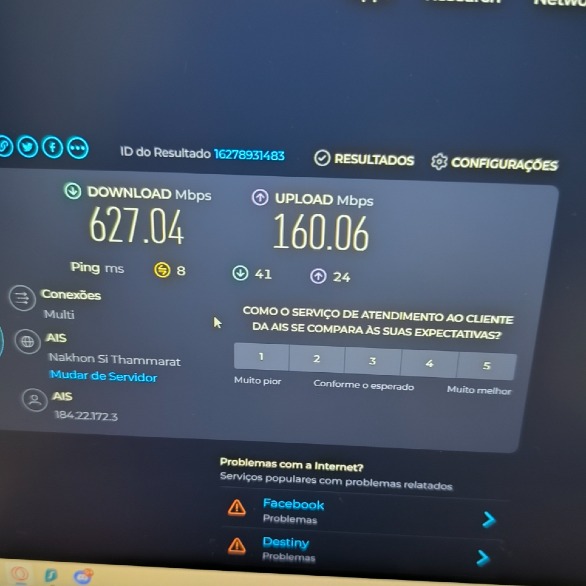 ID do Resultado 16278931483
RESULTADOS
CONFIGURAÇÕES
DOWNLOAD Mbps
627.04
UPLOAD Mbps
160.06
Ping ms
8
41
24
Conexões
Multi
AIS
Nakhon Si Thammarat
Mudar de Servidor
AIS
184.22.172.3
COMO O SERVIÇO DE ATENDIMENTO AO CLIENTE
DA AIS SE COMPARA ÀS SUAS EXPECTATIVAS?
1 2 3 4 5
Muito pior Conforme o esperado Muito melhor
Problemas com a Internet?
Serviços populares com problemas relatados
Facebook
Problemas
Destiny
Problemas